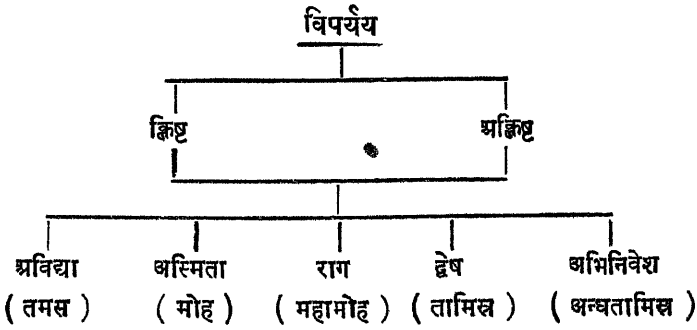 विपर्यय
क्लिष्ट अक्लिष्ट
अविद्या अस्मिता राग द्वेष अभिनिवेश
( तमस ) ( मोह ) ( महामोह ) ( तामिस्र ) ( अन्धतामिस्र )